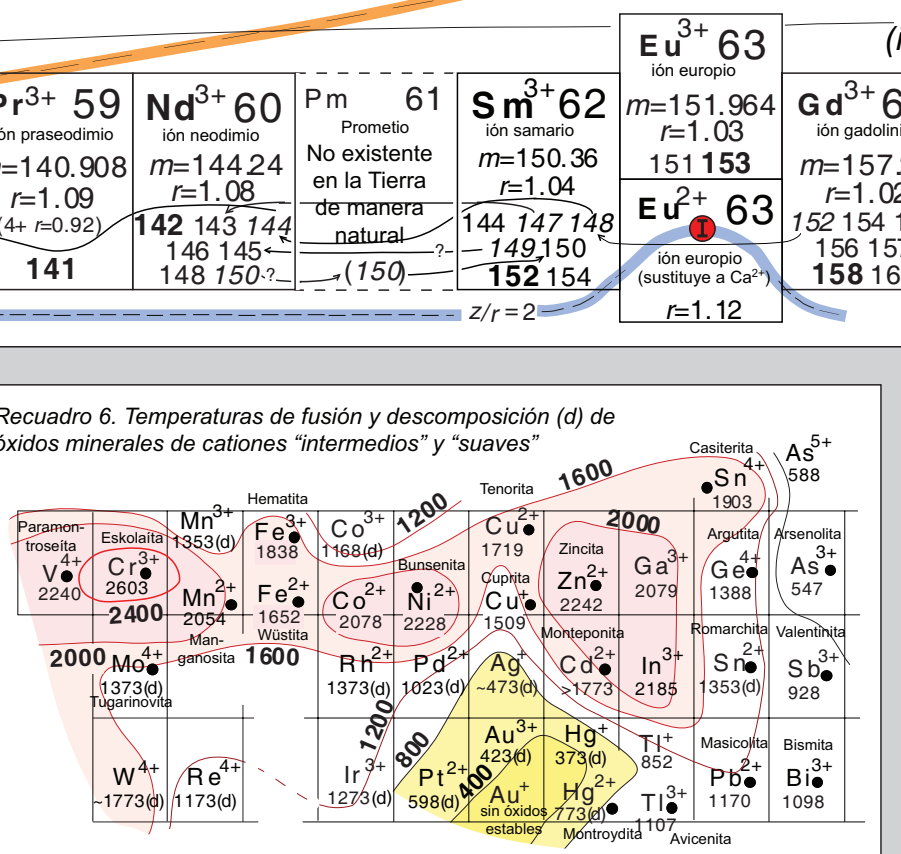 (i
Pr3+ 59
ión praseodimio
m=140.908
r=1.09
(4+ r=0.92)
141
Nd3+ 60
ión neodimio
m=144.24
r=1.08
142 143 144
146 145
148 150 ?
Pm 61
Prometio
No existente
en la Tierra
de manera
natural
(150)
?
Sm3+ 62
ión samario
m=150.36
r=1.04
144 147 148
149 150
152 154
Eu3+ 63
ión europio
m=151.964
r=1.03
151 153
Eu2+ 63
I
ión europio
(sustituye a Ca2+)
r=1.12
Gd3+ 6
ión gadolini
m=157.
r=1.02
152 154 1
156 157
158 16
z/r = 2
Recuadro 6. Temperaturas de fusión y descomposición (d) de
óxidos minerales de cationes “intermedios” y “suaves”
Paramon-
troseíta
V4+
2240
Eskolaíta
Cr3+
2603
2400
Mn3+
1353(d)
Mn2+
2054
Man-
ganosita
Hematita
Fe3+
1838
Fe2+
1652
Wüstita
1600
Co3+
1168(d)
1200
Co2+
2078
Bunsenita
Ni2+
2228
Tenorita
Cu2+
1719
Cuprita
Cu+
1509
1600
2000
Zincita
Zn2+
2242
Ga3+
2079
Casiterita
Sn4+
1903
Argutita
Ge4+
1388
As5+
588
Arsenolita
As3+
547
2000
Mo4+
1373(d)
Tugarinovita
Rh2+
1373(d)
Pd2+
1023(d)
Ag+
~473(d)
Monteponita
Cd2+
>1773
In3+
2185
Romarchita
Sn2+
1353(d)
Valentinita
Sb3+
928
W4+
~1773(d)
Re4+
1173(d)
1200
Ir3+
1273(d)
800
Pt2+
598(d)
400
Au3+
423(d)
Au+
sin óxidos
estables
Hg+
373(d)
Hg2+
773(d)
Montroydita
Tl+
852
Tl3+
1107
Avicenita
Masicolita
Pb2+
1170
Bismita
Bi3+
1098